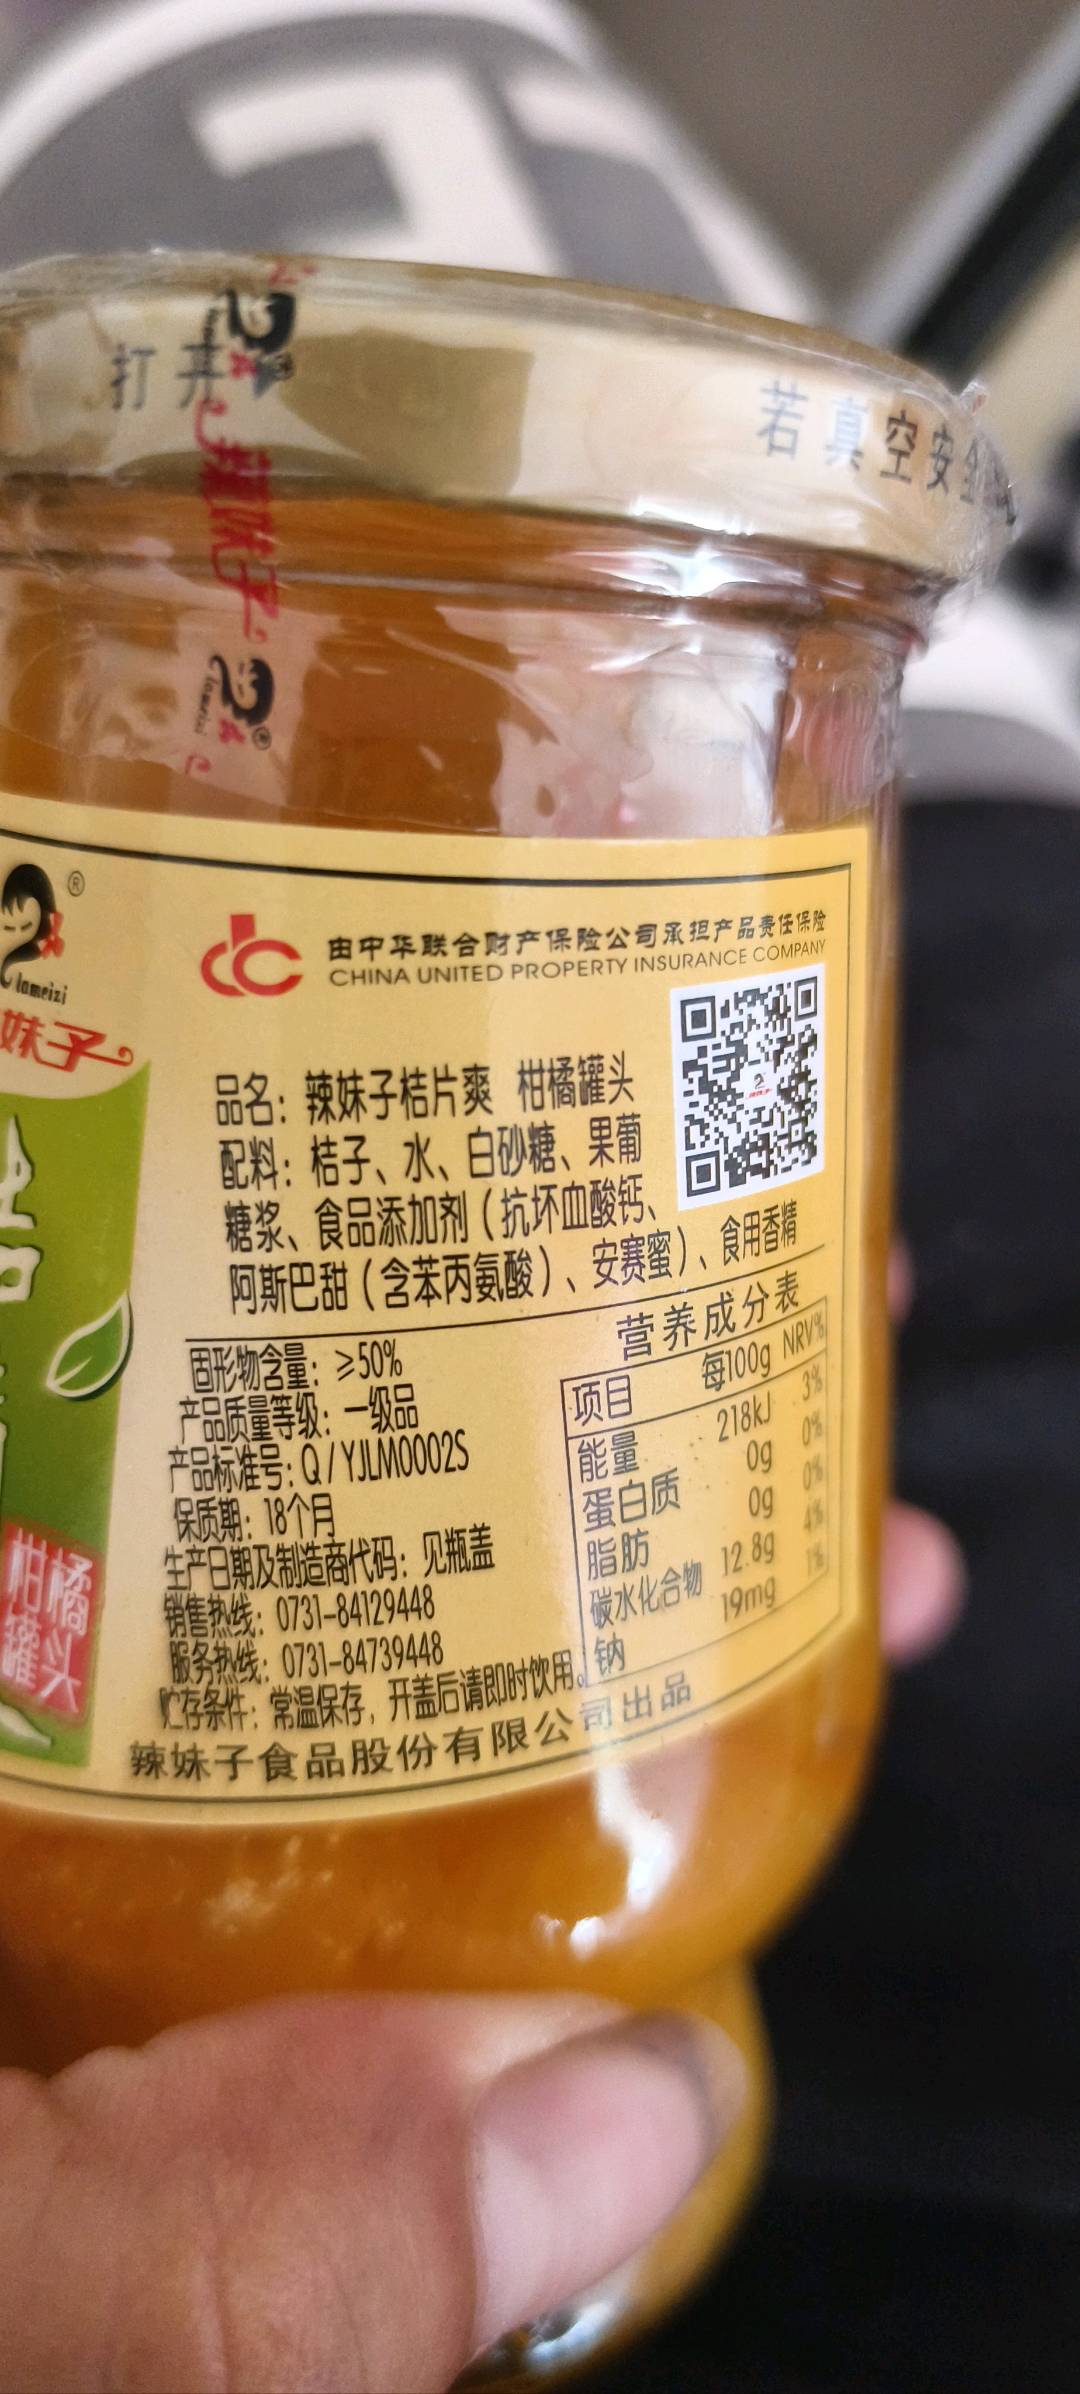 打开
若真空安全
辣味子
lameizi
®
lameizi
妹子
由中华联合财产保险公司承担产品责任保险
CHINA UNITED PROPERTY INSURANCE COMPANY
品名：辣妹子桔片爽 柑橘罐头
配料：桔子、水、白砂糖、果葡
糖浆、食品添加剂（抗坏血酸钙、
阿斯巴甜（含苯丙氨酸）、安赛蜜）、食用香精
固形物含量：≥50%
产品质量等级：一级品
产品标准号：Q/YJLM0002S
保质期：18个月
生产日期及制造商代码：见瓶盖
销售热线：0731-84129448
服务热线：0731-84739448
贮存条件：常温保存，开盖后请即时饮用。
营养成分表
项目 每100g NRV%
能量 218kJ 3%
蛋白质 0g 0%
脂肪 0g 0%
碳水化合物 12.8g 4%
钠 19mg 1%
辣妹子食品股份有限公司出品
柑橘
罐头